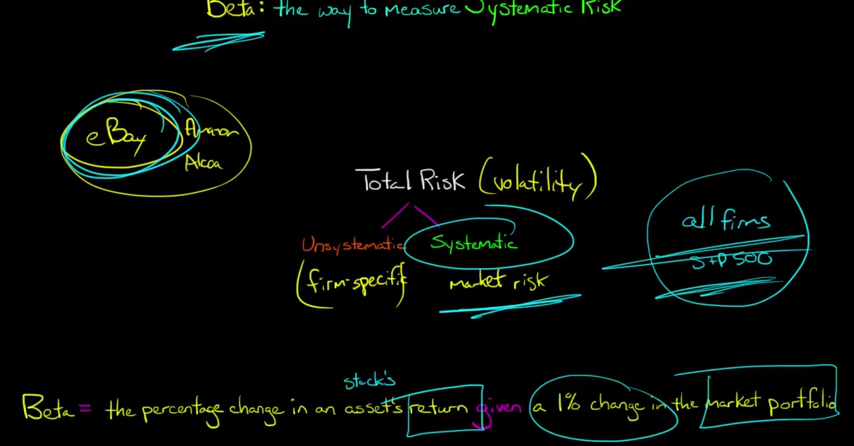 Beta: the way to measure Systematic Risk
eBay
Amazon
Alcoa
Total Risk (volatility)
Unsystematic
Systematic
(firm-specific)
market risk
all firms
S+P 500
stock's
Beta = the percentage change in an asset's return given a 1% change in the market portfolio